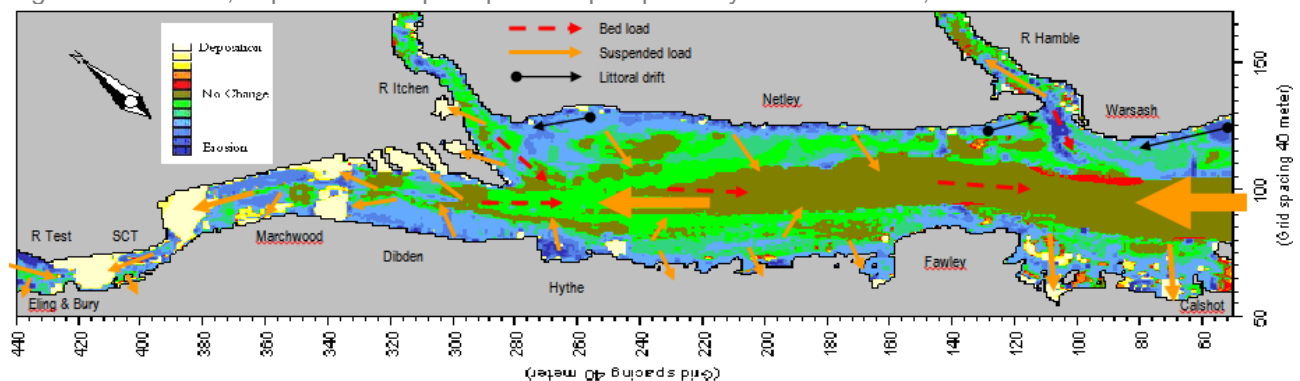 Deposition
No Change
Erosion
Bed load
Suspended load
Littoral drift
R Itchen
Netley
R Hamble
Warsash
R Test
SCT
Marchwood
Dibden
Hythe
Fawley
Eling & Bury
Calshot
150
100
50
(Grid spacing 40 meter)
440
420
400
380
360
340
320
300
280
260
240
220
200
180
160
140
120
100
80
60
(Grid spacing 40 meter)